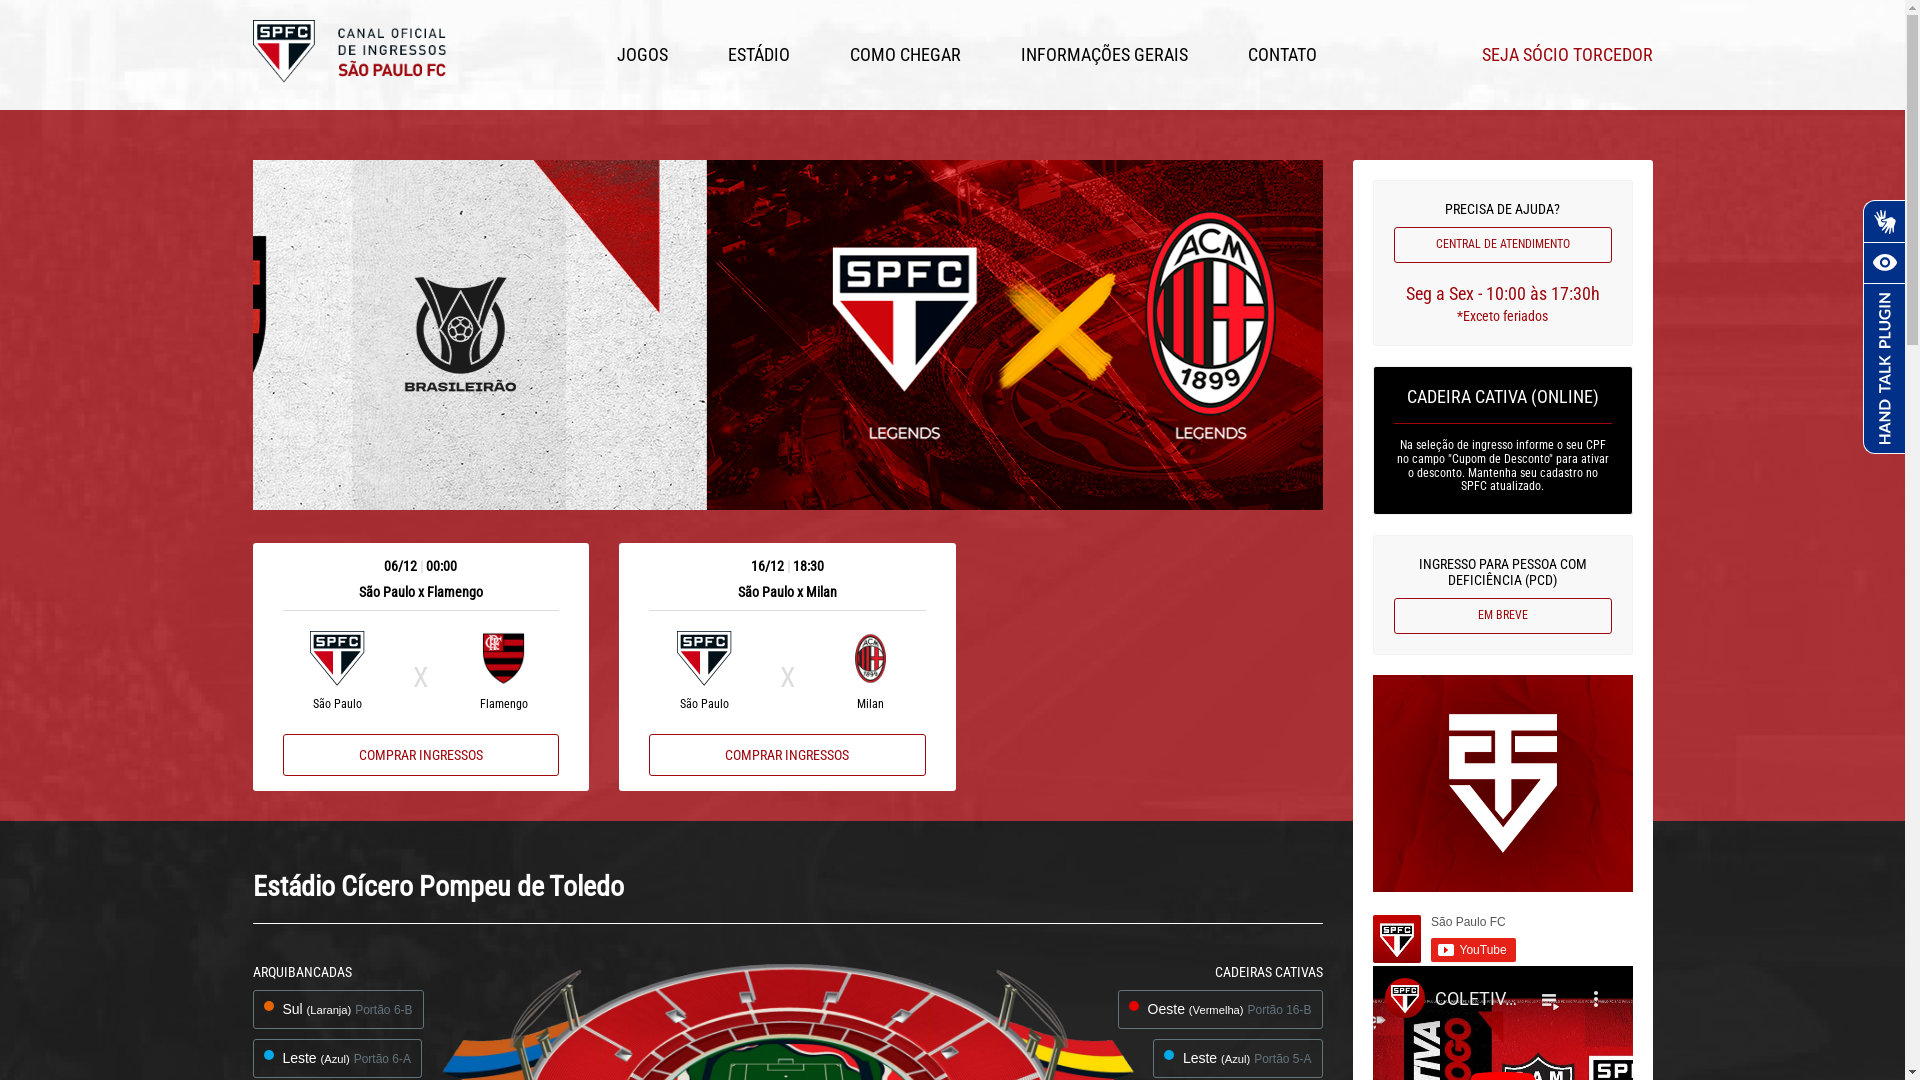 SPFC
CANAL OFICIAL
DE INGRESSOS
SÃO PAULO FC
JOGOS
ESTÁDIO
COMO CHEGAR
INFORMAÇÕES GERAIS
CONTATO
SEJA SÓCIO TORCEDOR
BRASILEIRÃO
SPFC
LEGENDS
ACM
1899
LEGENDS
06/12 | 00:00
São Paulo x Flamengo
SPFC
X
São Paulo
Flamengo
COMPRAR INGRESSOS
16/12 | 18:30
São Paulo x Milan
SPFC
X
ACM
São Paulo
Milan
COMPRAR INGRESSOS
PRECISA DE AJUDA?
CENTRAL DE ATENDIMENTO
Seg a Sex - 10:00 às 17:30h
*Exceto feriados
CADEIRA CATIVA (ONLINE)
Na seleção de ingresso informe o seu CPF
no campo "Cupom de Desconto" para ativar
o desconto. Mantenha seu cadastro no
SPFC atualizado.
INGRESSO PARA PESSOA COM
DEFICIÊNCIA (PCD)
EM BREVE
São Paulo FC
SPFC
YouTube
SPFC
COLETIV...
HAND TALK PLUGIN
Estádio Cícero Pompeu de Toledo
ARQUIBANCADAS
Sul (Laranja) Portão 6-B
Leste (Azul) Portão 6-A
CADEIRAS CATIVAS
Oeste (Vermelha) Portão 16-B
Leste (Azul) Portão 5-A